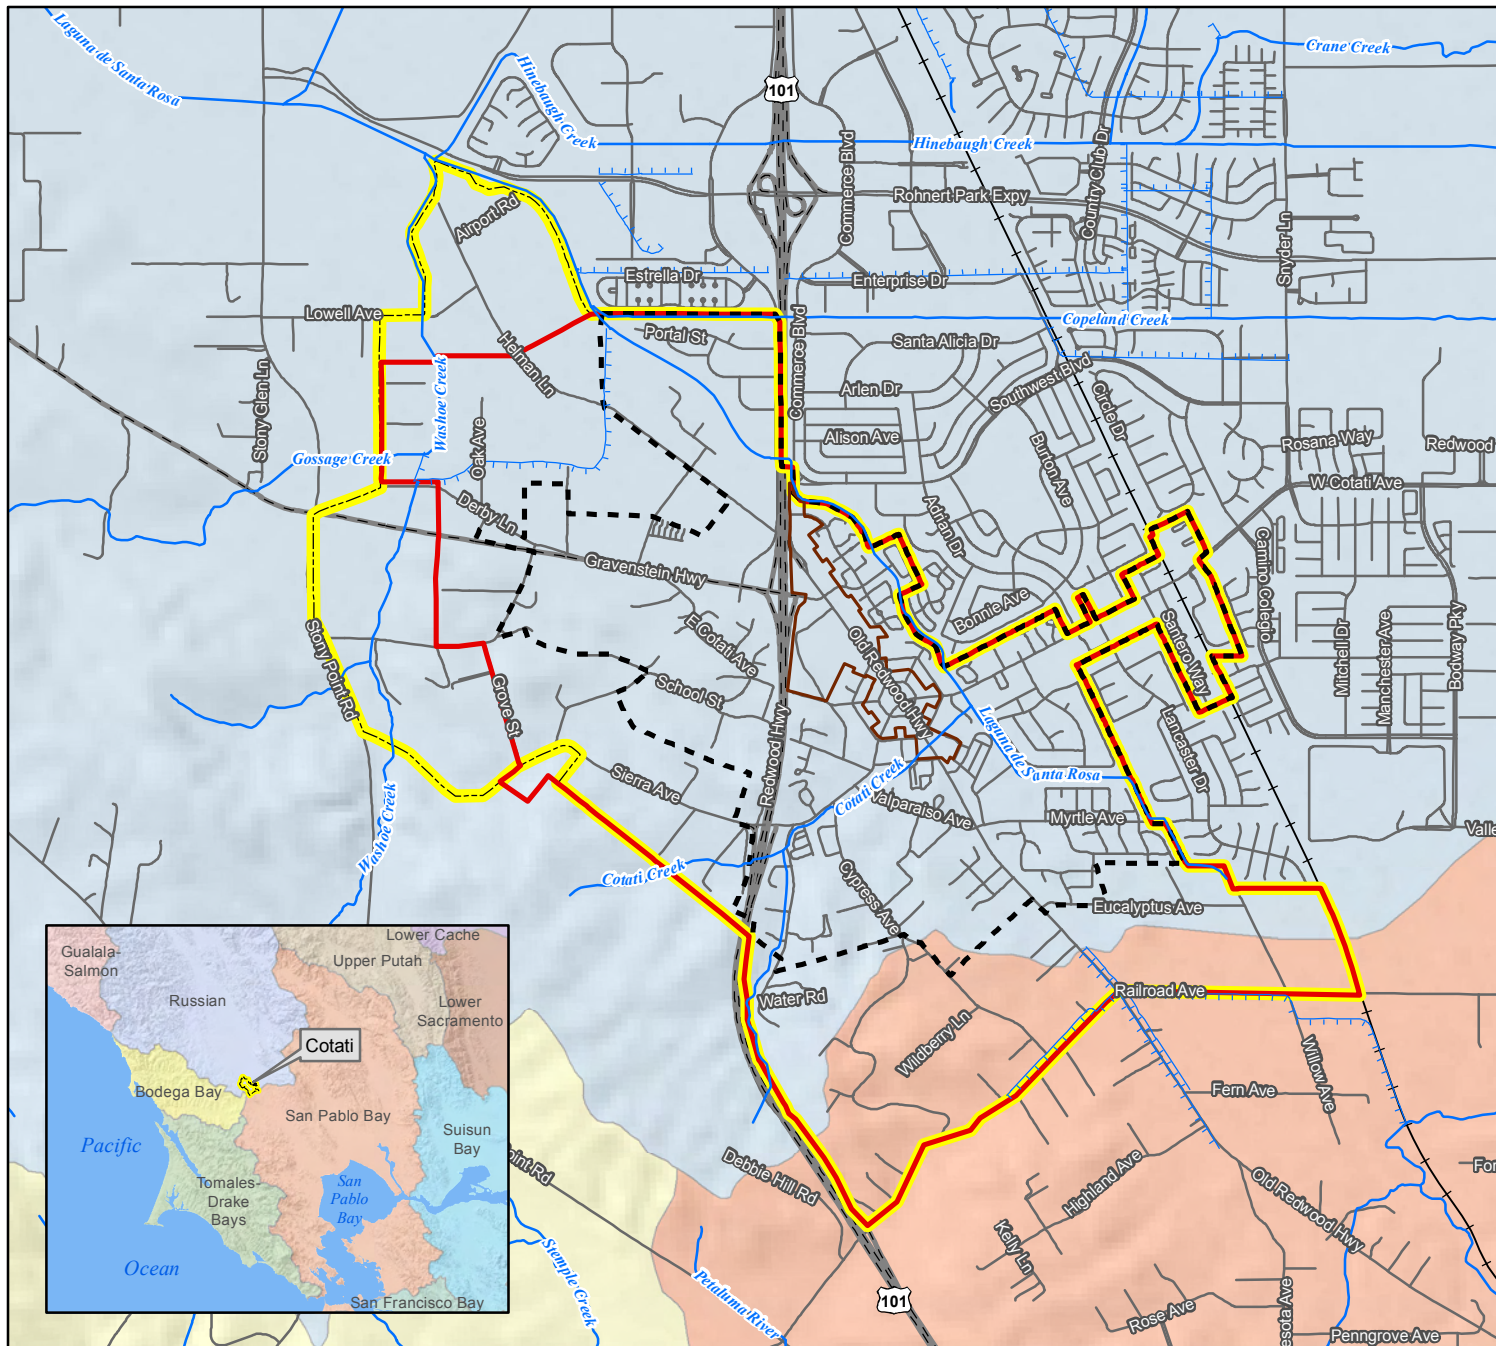 Laguna de Santa Rosa
Hinebaugh Creek
Crane Creek
101
Commerce Blvd
Hinebaugh Creek
Country Club Dr
Rohnert Park Expy
Airport Rd
Snyder Ln
Estrella Dr
Enterprise Dr
Lowell Ave
Portal St
Commerce Blvd
Copeland Creek
Helman Ln
Santa Alicia Dr
Southwest Blvd
Stony Glen Ln
Washoe Creek
Arlen Dr
Circle Dr
Oak Ave
Alison Ave
Burton Ave
Rosana Way
Redwood
Gossage Creek
W Cotati Ave
Derby Ln
Adrian Dr
Camino Colegio
Gravenstein Hwy
Bonnie Ave
Stony Point Rd
E Cotati Ave
Old Redwood Hwy
Santero Way
Mitchell Dr
Manchester Ave
Bodway Pky
School St
Grove St
Redwood Hwy
Laguna de Santa Rosa
Lancaster Dr
Sierra Ave
Cotati Creek
Valparaiso Ave
Myrtle Ave
Valle
Washoe Creek
Cotati Creek
Cypress Ave
Eucalyptus Ave
Water Rd
Railroad Ave
Wildberry Ln
Willow Ave
Fern Ave
Debbie Hill Rd
Highland Ave
Old Redwood Hwy
For
oint Rd
Kelly Ln
Stemple Creek
Petaluma River
101
Rose Ave
esota Ave
Penngrove Ave
Lower Cache
Gualala-
Salmon
Upper Putah
Russian
Lower
Sacramento
Cotati
Bodega Bay
San Pablo Bay
Suisun
Bay
Pacific
Tomales-
Drake
Bays
San
Pablo
Bay
Ocean
San Francisco Bay